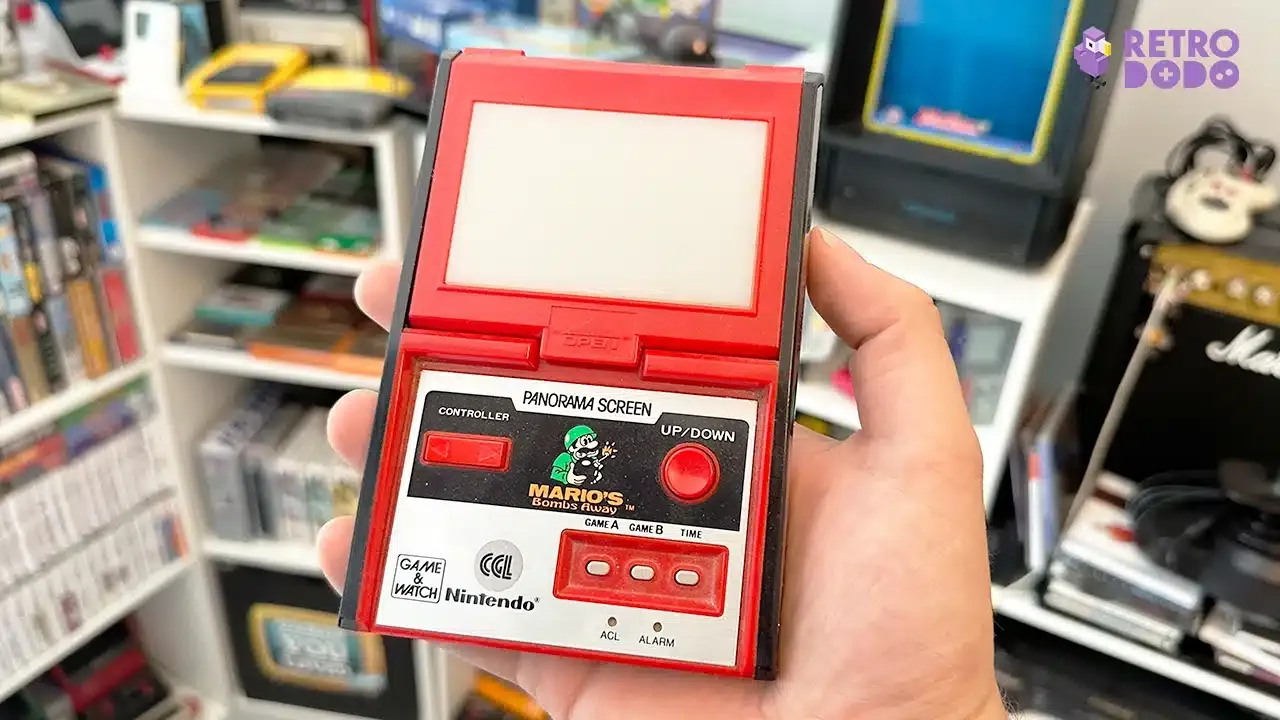 RETRO
DODO
OPEN
PANORAMA SCREEN
CONTROLLER
UP/DOWN
MARIO'S
Bombs Away ™
GAME A GAME B TIME
GAME
&
WATCH
CGL
Nintendo®
ACL ALARM